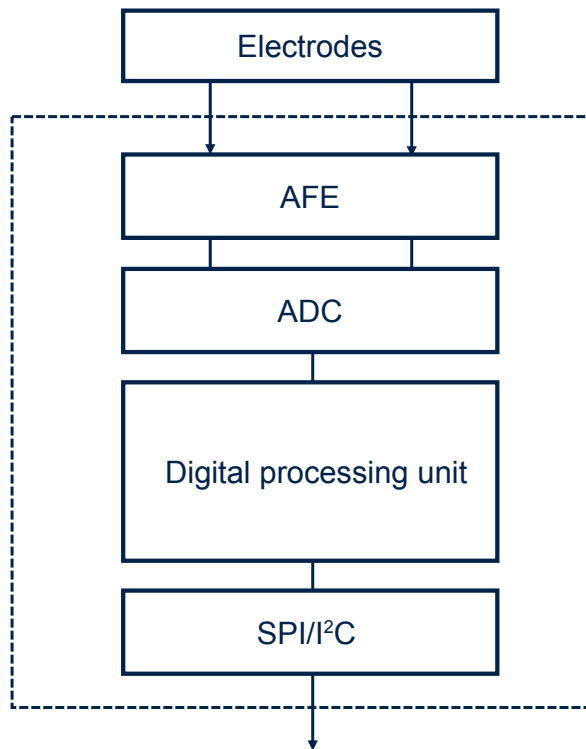 Electrodes
AFE
ADC
Digital processing unit
SPI/I²C